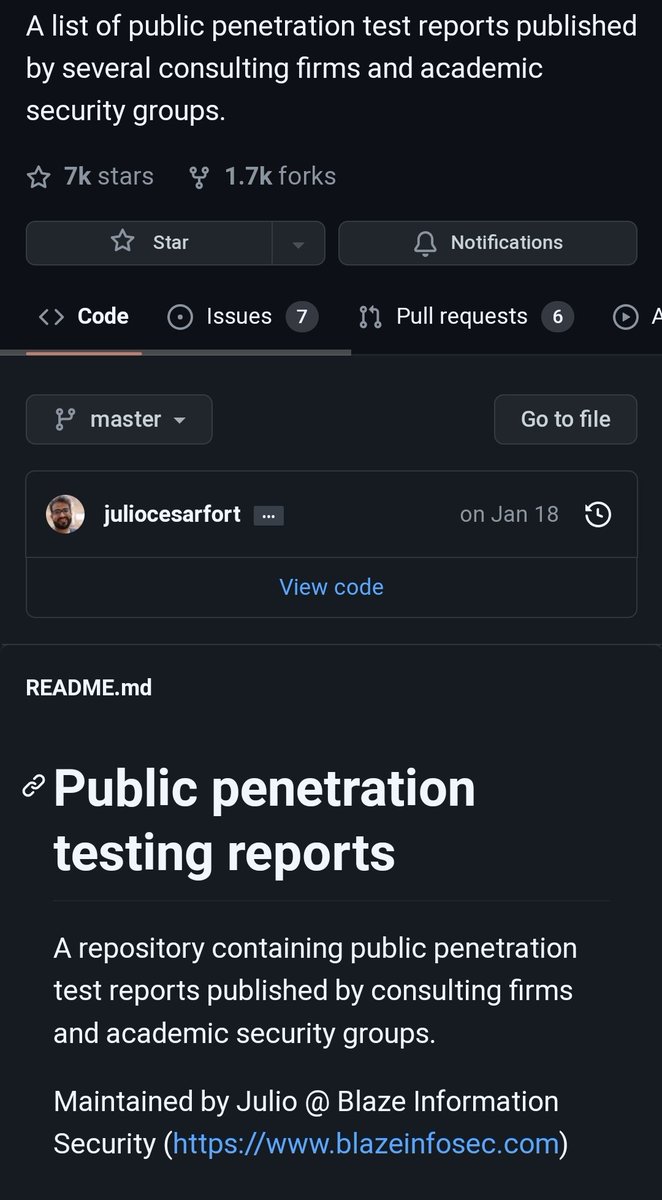 A list of public penetration test reports published
by several consulting firms and academic
security groups.
7k stars 1.7k forks
Star Notifications
Code Issues 7 Pull requests 6 A
master Go to file
juliocesarfort ... on Jan 18
View code
README.md
Public penetration
testing reports
A repository containing public penetration
test reports published by consulting firms
and academic security groups.
Maintained by Julio @ Blaze Information
Security (https://www.blazeinfosec.com)